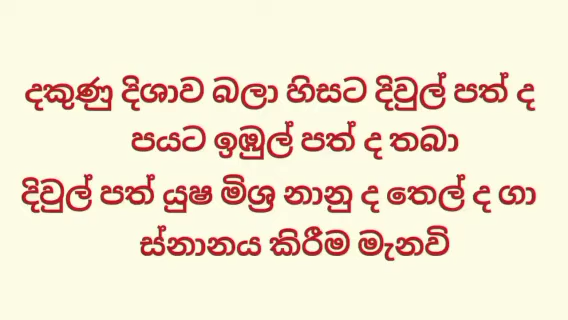 දකුණු දිශාව බලා හිසට දිවුල් පත් ද
පයට ඉඹුල් පත් ද තබා
දිවුල් පත් යුෂ මිශ්‍ර නානු ද තෙල් ද ගා
ස්නානය කිරීම මැනවි